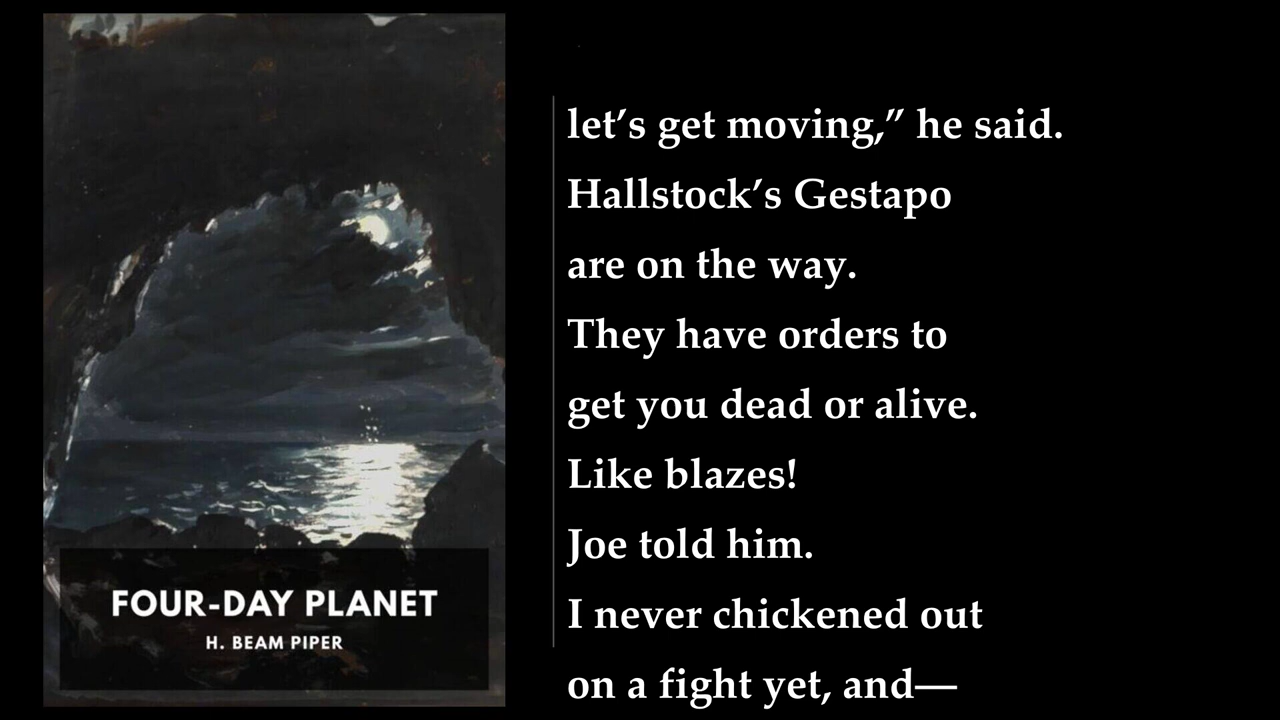 FOUR-DAY PLANET
H. BEAM PIPER
let’s get moving,” he said.
Hallstock’s Gestapo
are on the way.
They have orders to
get you dead or alive.
Like blazes!
Joe told him.
I never chickened out
on a fight yet, and—